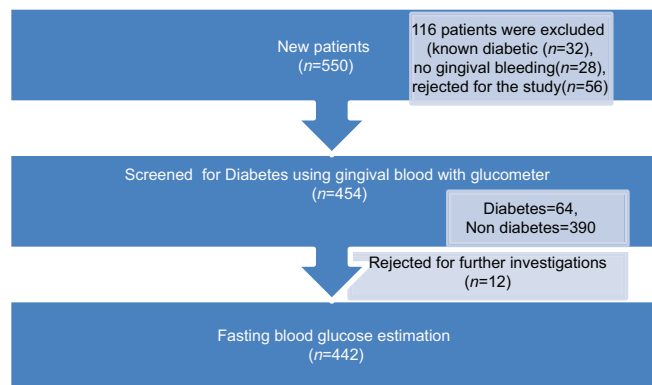 New patients
(n=550)
116 patients were excluded
(known diabetic (n=32),
no gingival bleeding(n=28),
rejected for the study(n=56)
Screened for Diabetes using gingival blood with glucometer
(n=454)
Diabetes=64,
Non diabetes=390
Rejected for further investigations
(n=12)
Fasting blood glucose estimation
(n=442)